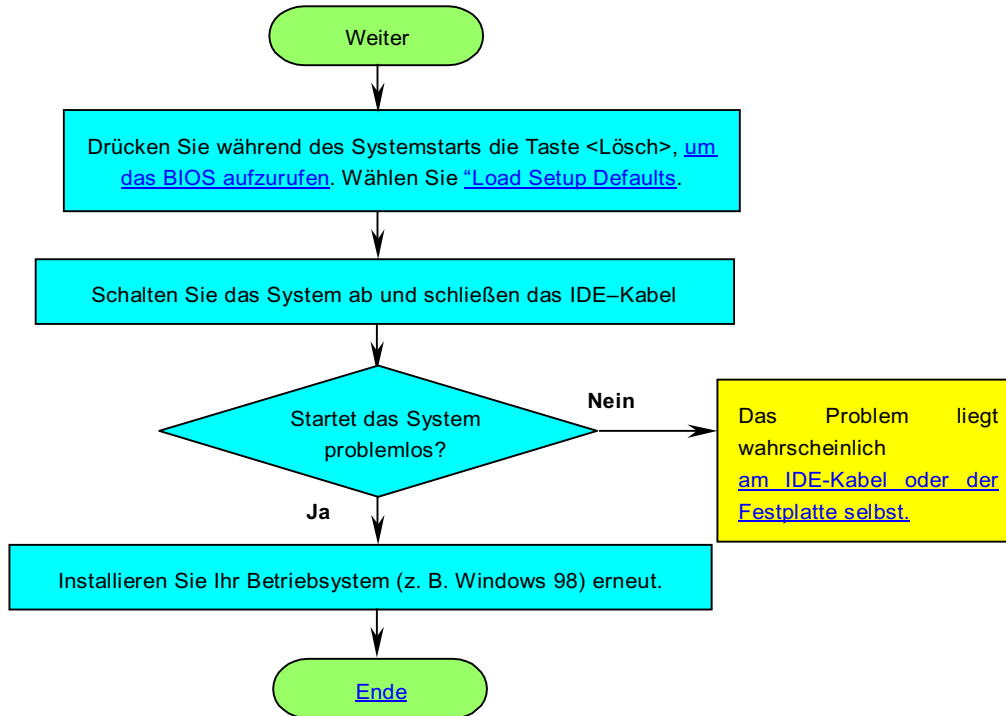 Weiter
Drücken Sie während des Systemstarts die Taste <Lösch>, um
das BIOS aufzurufen. Wählen Sie “Load Setup Defaults.
Schalten Sie das System ab und schließen das IDE–Kabel
Startet das System
problemlos?
Nein
Das Problem liegt
wahrscheinlich
am IDE-Kabel oder der
Festplatte selbst.
Ja
Installieren Sie Ihr Betriebsystem (z. B. Windows 98) erneut.
Ende